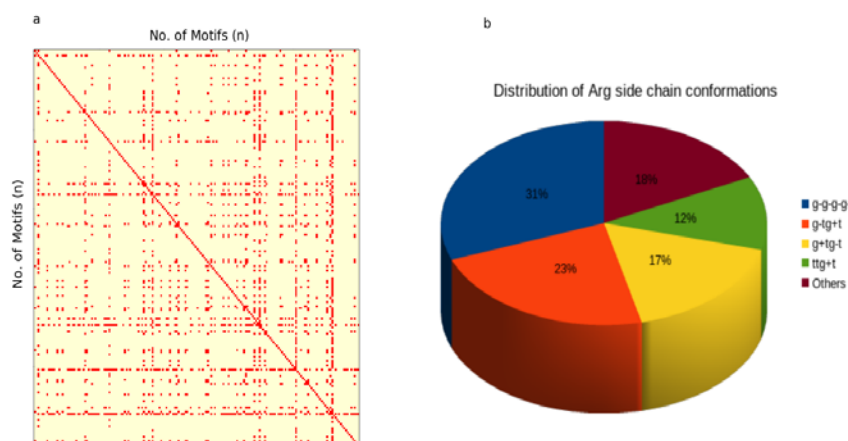 a
No. of Motifs (n)
No. of Motifs (n)
b
Distribution of Arg side chain conformations
31%
18%
12%
17%
23%
g-g-g-g
g-tg+t
g+tg-t
ttg+t
Others